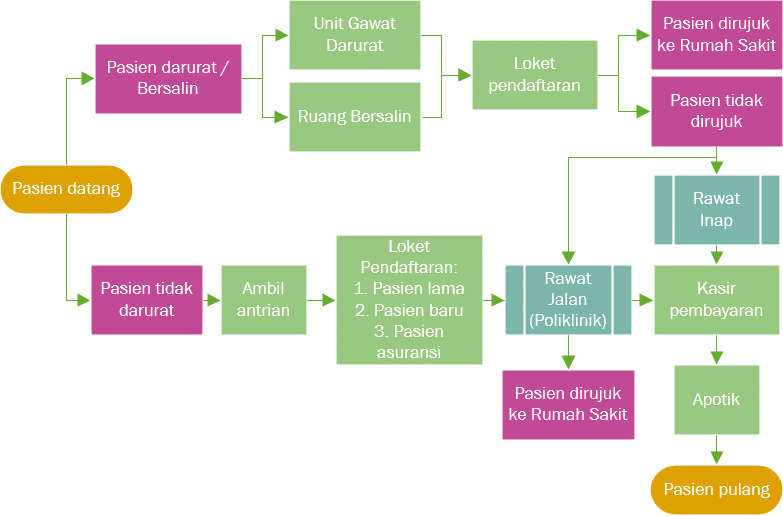 Pasien datang
Pasien darurat /
Bersalin
Unit Gawat
Darurat
Ruang Bersalin
Loket
pendaftaran
Pasien dirujuk
ke Rumah Sakit
Pasien tidak
dirujuk
Rawat
Inap
Pasien tidak
darurat
Ambil
antrian
Loket
Pendaftaran:
1. Pasien lama
2. Pasien baru
3. Pasien
asuransi
Rawat
Jalan
(Poliklinik)
Pasien dirujuk
ke Rumah Sakit
Kasir
pembayaran
Apotik
Pasien pulang